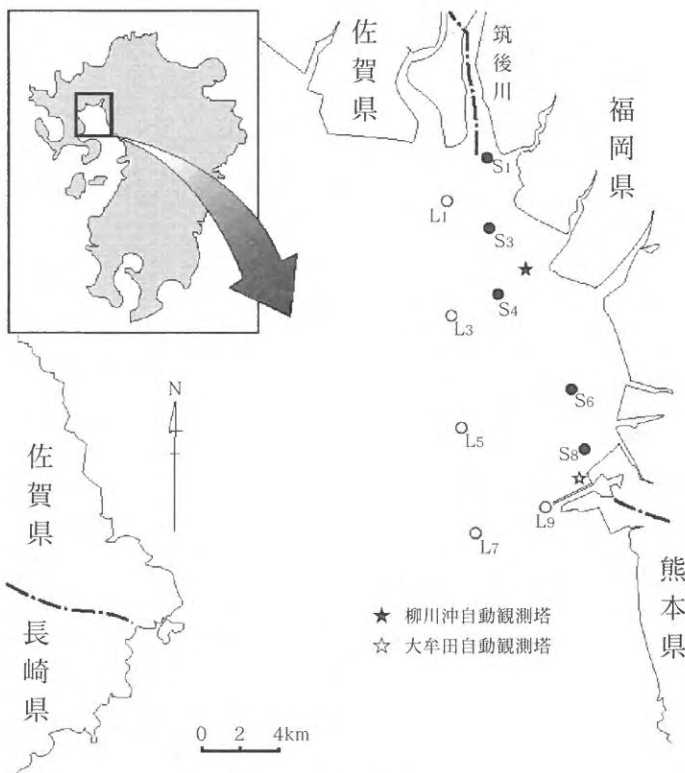 佐賀県
筑後川
福岡県
S1
L1
S3
S4
L3
N
佐賀県
S6
L5
S8
L9
L7
熊本県
長崎県
★ 柳川沖自動観測塔
☆ 大牟田自動観測塔
0 2 4km